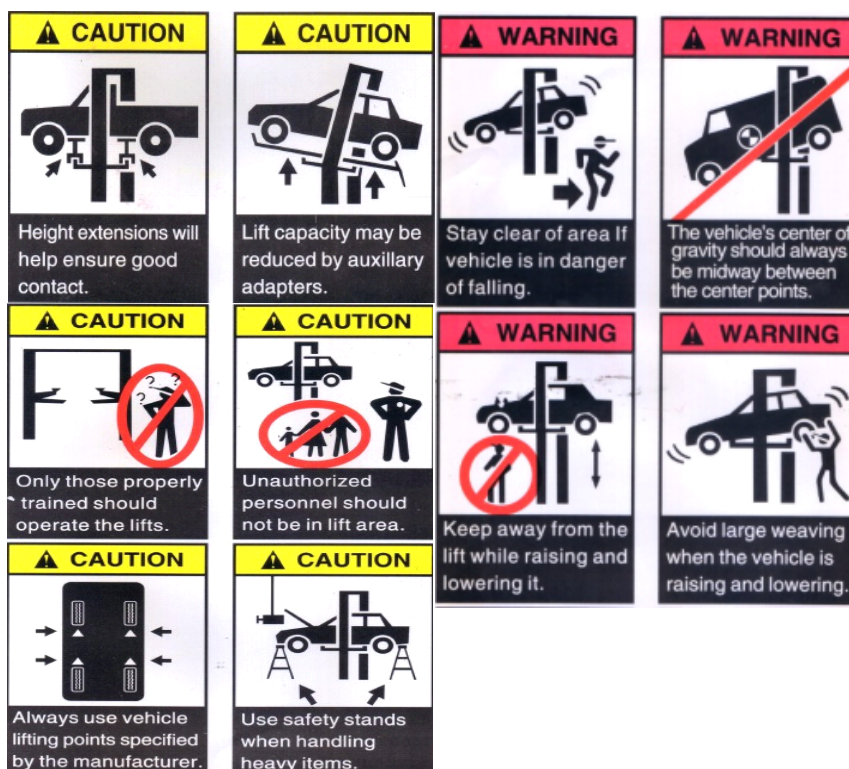 CAUTION
Height extensions will
help ensure good
contact.
CAUTION
Lift capacity may be
reduced by auxillary
adapters.
WARNING
Stay clear of area If
vehicle is in danger
of falling.
WARNING
The vehicle's center of
gravity should always
be midway between
the center points.
CAUTION
? ?
?
Only those properly
trained should
operate the lifts.
CAUTION
Unauthorized
personnel should
not be in lift area.
WARNING
Keep away from the
lift while raising and
lowering it.
WARNING
Avoid large weaving
when the vehicle is
raising and lowering.
CAUTION
Always use vehicle
lifting points specified
by the manufacturer.
CAUTION
Use safety stands
when handling
heavy items.